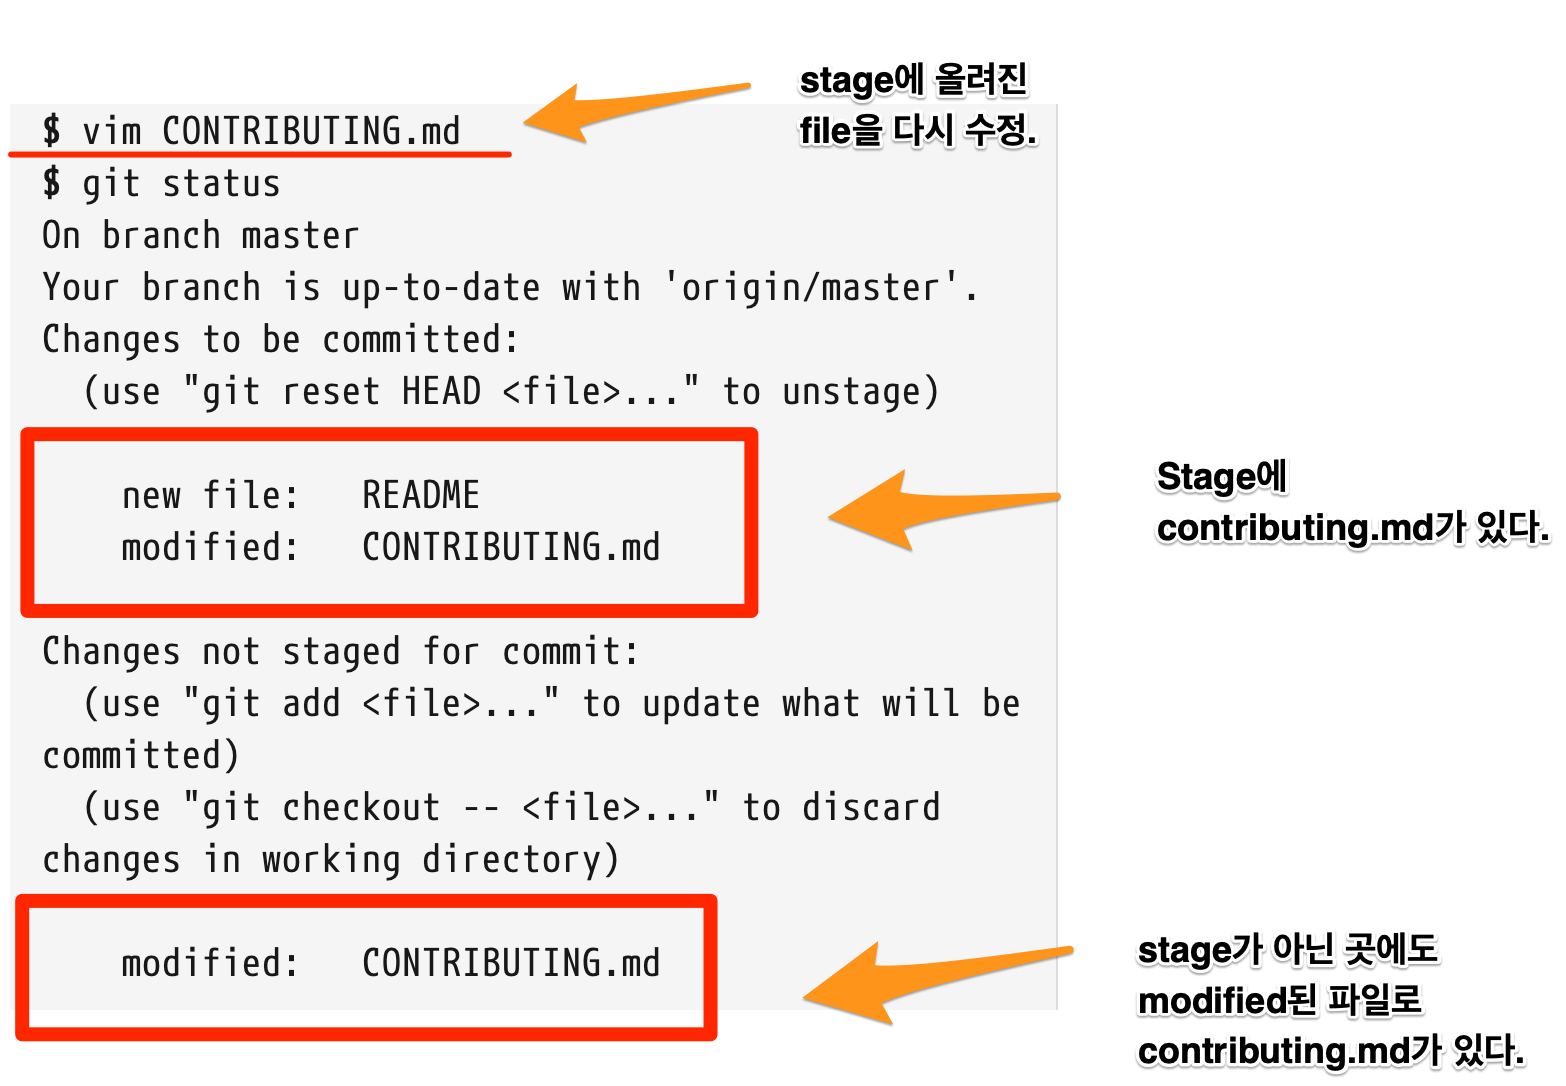 stage에 올려진
file을 다시 수정.
$ vim CONTRIBUTING.md
$ git status
On branch master
Your branch is up-to-date with 'origin/master'.
Changes to be committed:
(use "git reset HEAD <file>..." to unstage)
new file: README
modified: CONTRIBUTING.md
Stage에
contributing.md가 있다.
Changes not staged for commit:
(use "git add <file>..." to update what will be
committed)
(use "git checkout -- <file>..." to discard
changes in working directory)
modified: CONTRIBUTING.md
stage가 아닌 곳에도
modified된 파일로
contributing.md가 있다.